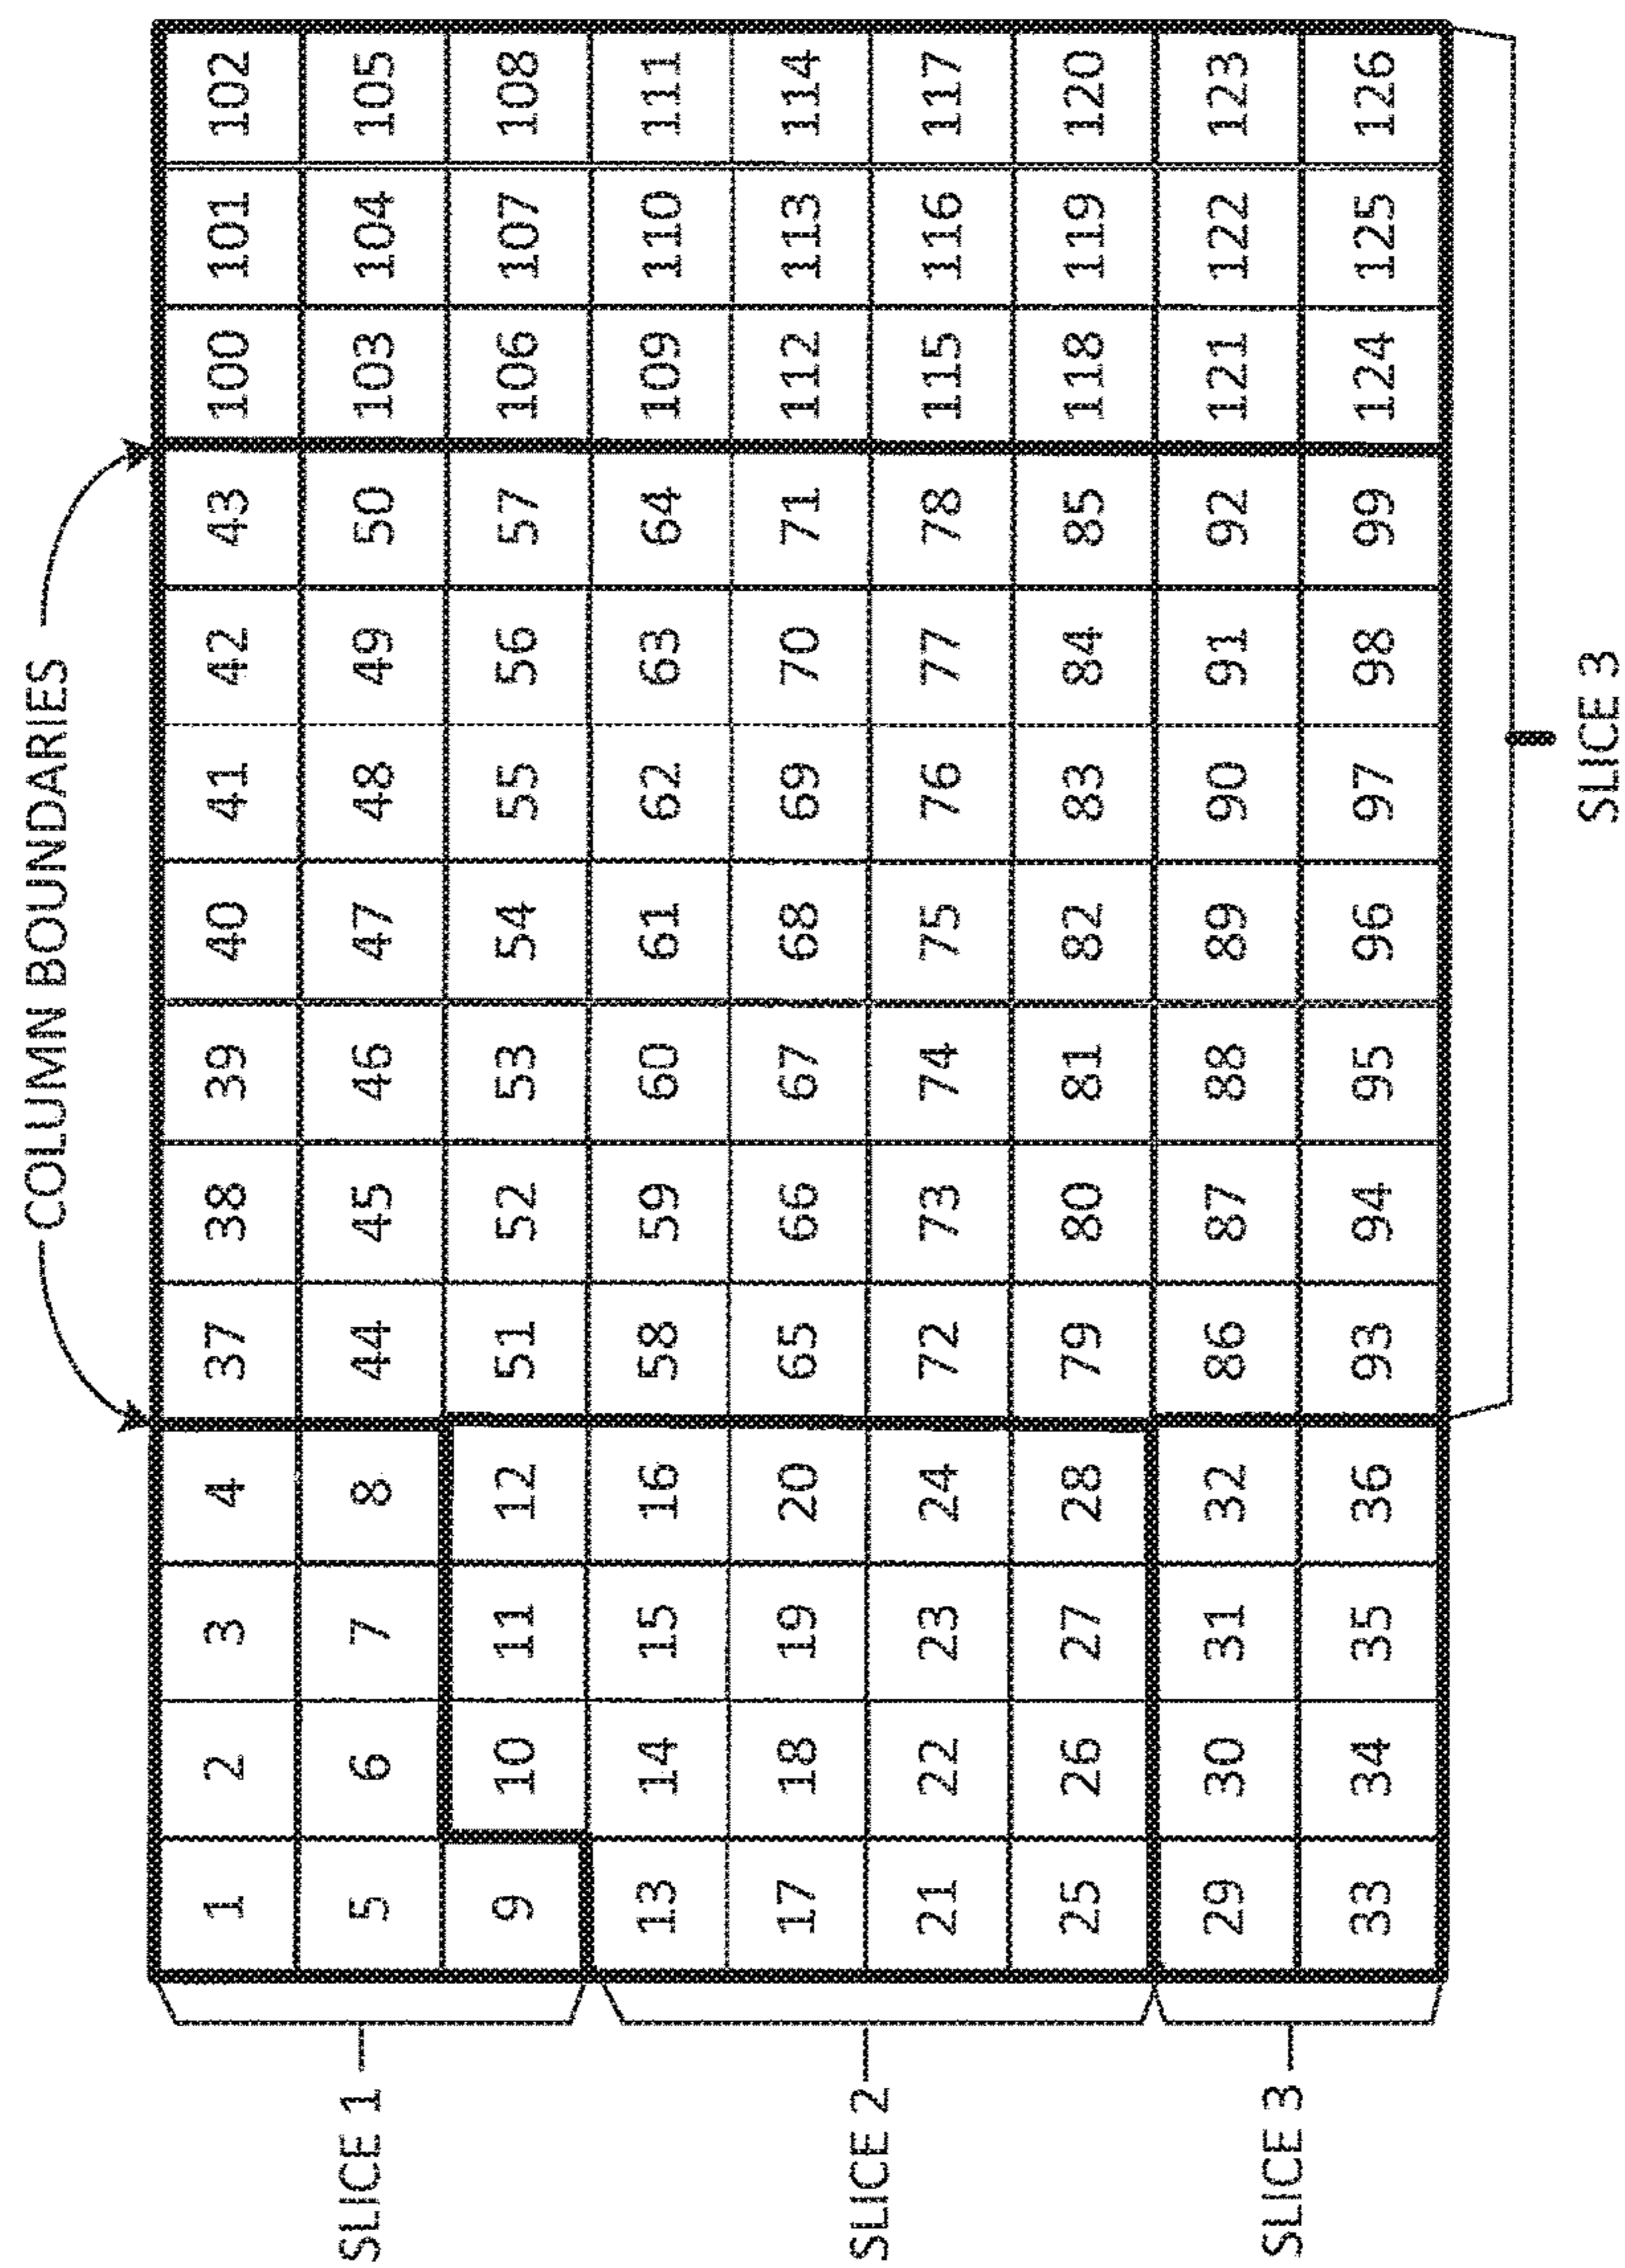 COLUMN BOUNDARIES
1 2 3 4 37 38 39 40 41 42 43 100 101 102
SLICE 1 5 6 7 8 44 45 46 47 48 49 50 103 104 105
9 10 11 12 51 52 53 54 55 56 57 106 107 108
13 14 15 16 58 59 60 61 62 63 64 109 110 111
17 18 19 20 65 66 67 68 69 70 71 112 113 114
SLICE 2 21 22 23 24 72 73 74 75 76 77 78 115 116 117
25 26 27 28 79 80 81 82 83 84 85 118 119 120
SLICE 3 29 30 31 32 86 87 88 89 90 91 92 121 122 123
33 34 35 36 93 94 95 96 97 98 99 124 125 126
SLICE 3